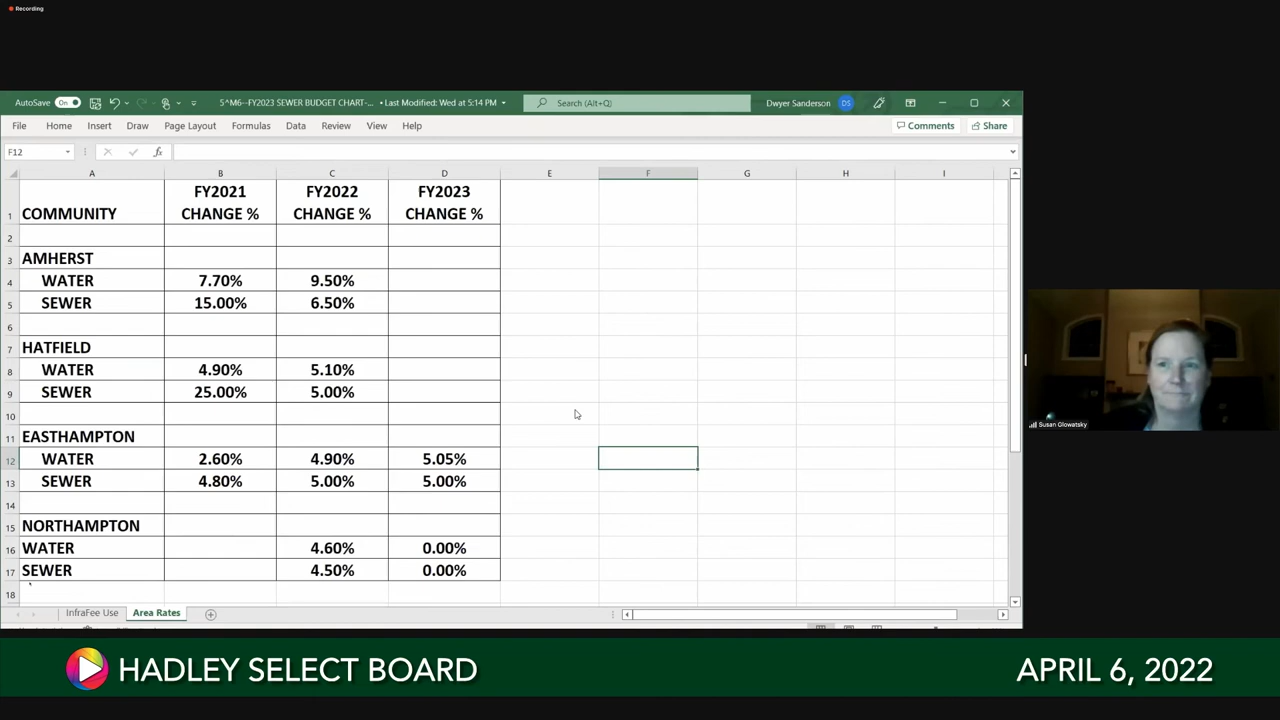 Recording
AutoSave On 5^M6--FY2023 SEWER BUDGET CHART-... • Last Modified: Wed at 5:14 PM Search (Alt+Q) Dwyer Sanderson DS
File Home Insert Draw Page Layout Formulas Data Review View Help Comments Share
F12 fx
A B C D E F G H I
FY2021 FY2022 FY2023
1 COMMUNITY CHANGE % CHANGE % CHANGE %
2
3 AMHERST
4 WATER 7.70% 9.50%
5 SEWER 15.00% 6.50%
6
7 HATFIELD
8 WATER 4.90% 5.10%
9 SEWER 25.00% 5.00%
10
11 EASTHAMPTON
12 WATER 2.60% 4.90% 5.05%
13 SEWER 4.80% 5.00% 5.00%
14
15 NORTHAMPTON
16 WATER 4.60% 0.00%
17 SEWER 4.50% 0.00%
18
InfraFee Use Area Rates
Susan Glowatsky
HADLEY SELECT BOARD APRIL 6, 2022